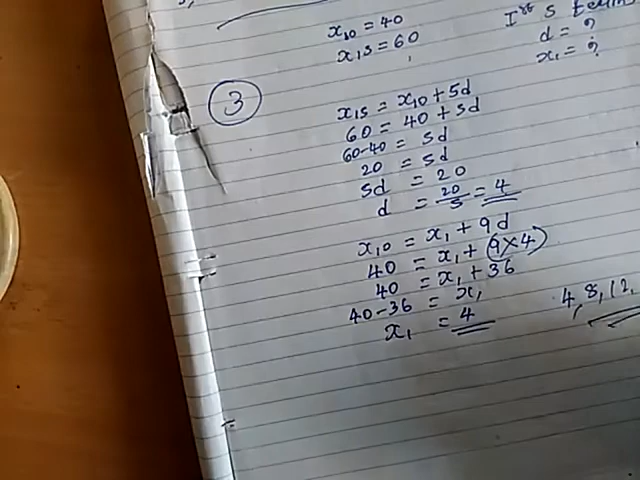 x₁₀ = 40
x₁₅ = 60
Iˢᵗ 5
d = ?
x₁ = ?
3
x₁₅ = x₁₀ + 5d
60 = 40 + 5d
60-40 = 5d
20 = 5d
5d = 20
d = 20/5 = 4
x₁₀ = x₁ + 9d
40 = x₁ + (9×4)
40 = x₁ + 36
40-36 = x₁
x₁ = 4
4, 8, 12,